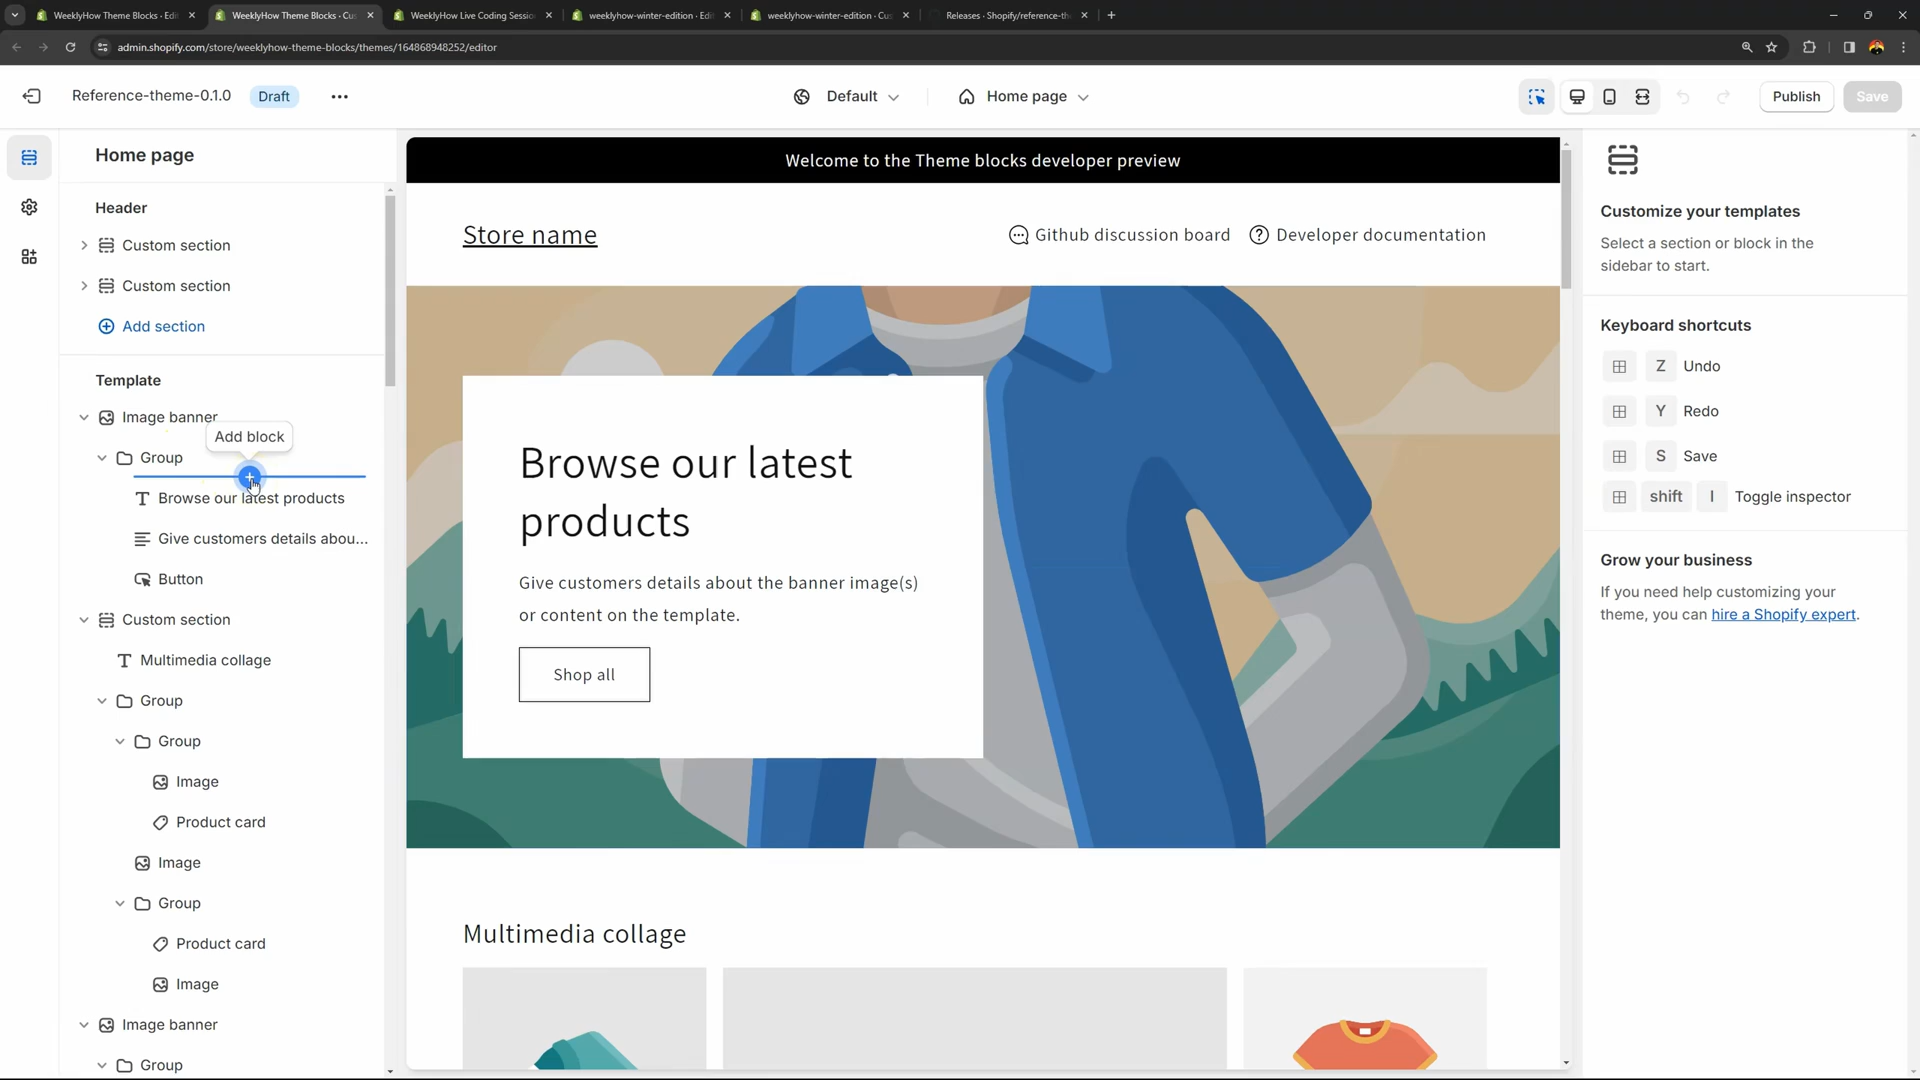 WeeklyHow Theme Blocks · Edi
WeeklyHow Theme Blocks · Cu
WeeklyHow Live Coding Sessio
weeklyhow-winter-edition · Edi
weeklyhow-winter-edition · Cus
Releases · Shopify/reference-th
admin.shopify.com/store/weeklyhow-theme-blocks/themes/164868948252/editor
Reference-theme-0.1.0
Draft
Default
Home page
Publish
Save
Home page
Header
Custom section
Custom section
Add section
Template
Image banner
Add block
Group
Browse our latest products
Give customers details abou...
Button
Custom section
Multimedia collage
Group
Group
Image
Product card
Image
Group
Product card
Image
Image banner
Group
Welcome to the Theme blocks developer preview
Store name
Github discussion board
Developer documentation
Browse our latest
products
Give customers details about the banner image(s)
or content on the template.
Shop all
Multimedia collage
Customize your templates
Select a section or block in the
sidebar to start.
Keyboard shortcuts
Z Undo
Y Redo
S Save
shift I Toggle inspector
Grow your business
If you need help customizing your
theme, you can hire a Shopify expert.